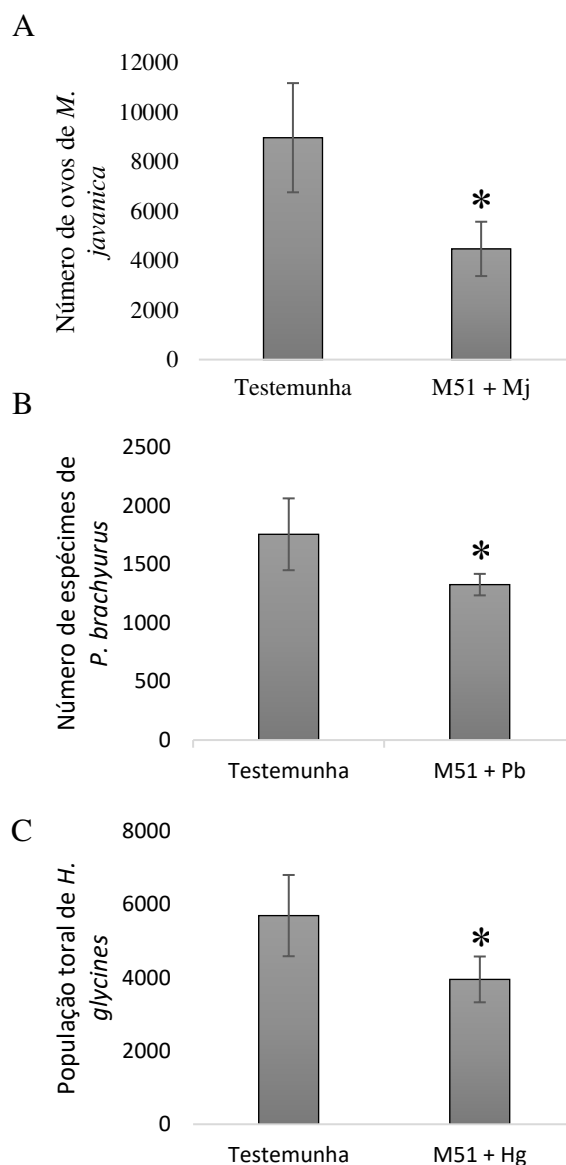 A
Número de ovos de M.
javanica
12000
10000
8000
6000
4000
2000
0
*
Testemunha M51 + Mj
B
Número de espécimes de
P. brachyurus
2500
2000
1500
1000
500
0
*
Testemunha M51 + Pb
C
População toral de H.
glycines
8000
6000
4000
2000
0
*
Testemunha M51 + Hg